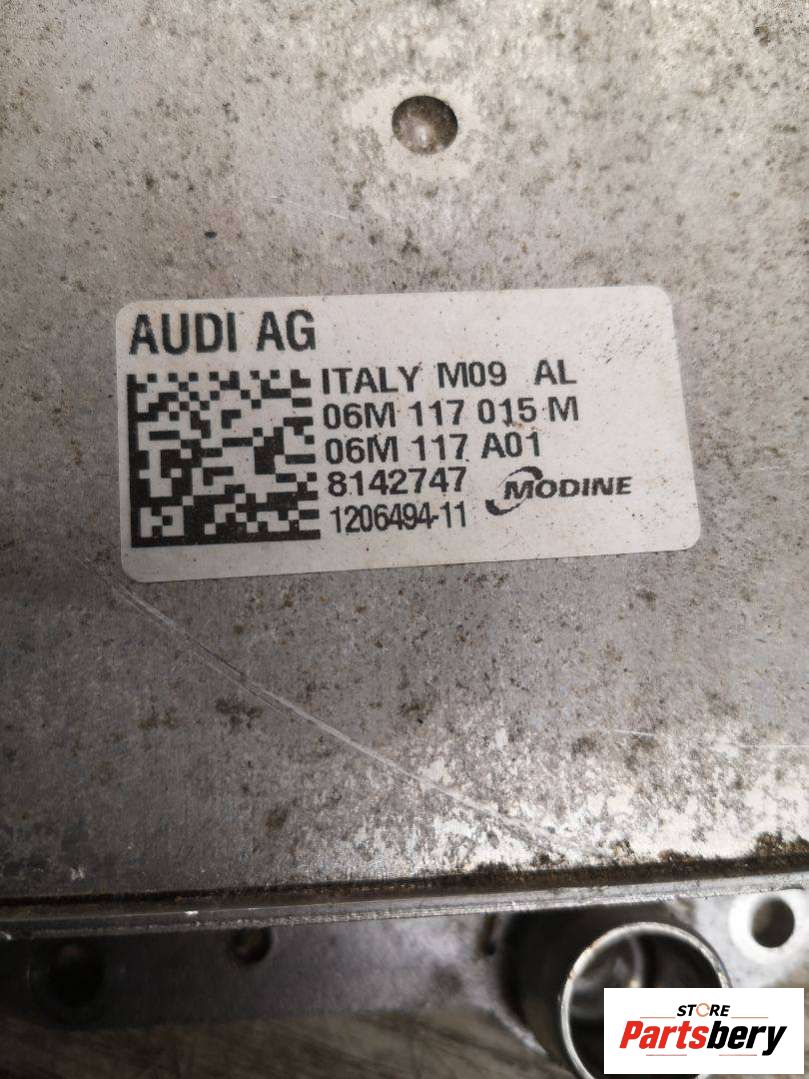 AUDI AG
ITALY M09 AL
06M 117 015 M
06M 117 A01
8142747
MODINE
1206494-11
STORE
Partsbery